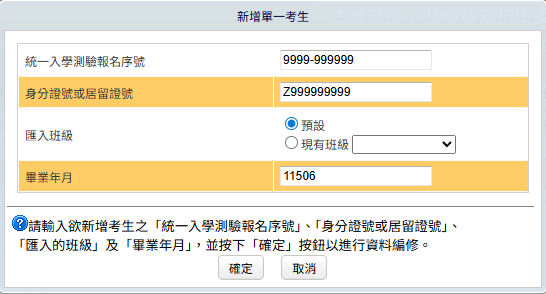 新增單一考生
統一入學測驗報名序號 9999-999999
身分證號或居留證號 Z999999999
匯入班級 預設
現有班級
畢業年月 11506
請輸入欲新增考生之「統一入學測驗報名序號」、「身分證號或居留證號」、
「匯入的班級」及「畢業年月」，並按下「確定」按鈕以進行資料編修。
確定 取消